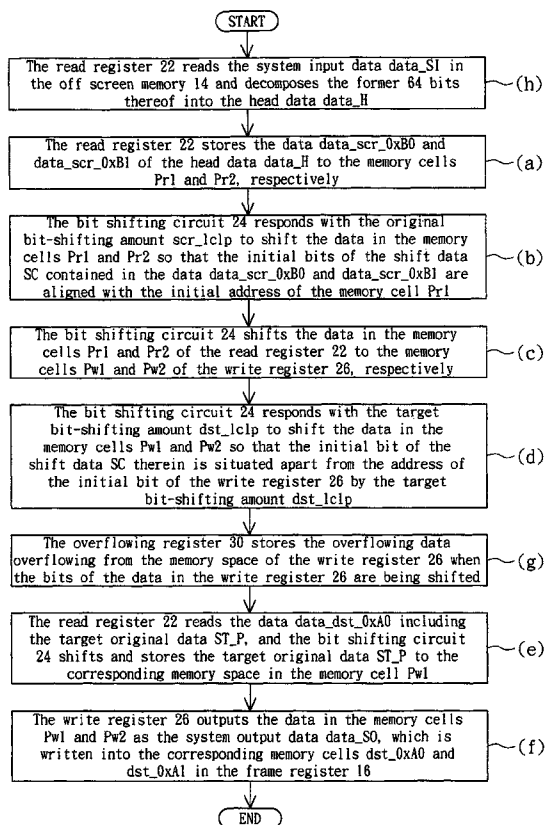 START
The read register 22 reads the system input data data_SI in
the off screen memory 14 and decomposes the former 64 bits
thereof into the head data data_H
(h)
The read register 22 stores the data data_scr_0xB0 and
data_scr_0xB1 of the head data data_H to the memory cells
Pr1 and Pr2, respectively
(a)
The bit shifting circuit 24 responds with the original
bit-shifting amount scr_lclp to shift the data in the memory
cells Pr1 and Pr2 so that the initial bits of the shift data
SC contained in the data data_scr_0xB0 and data_scr_0xB1 are
aligned with the initial address of the memory cell Pr1
(b)
The bit shifting circuit 24 shifts the data in the memory
cells Pr1 and Pr2 of the read register 22 to the memory
cells Pw1 and Pw2 of the write register 26, respectively
(c)
The bit shifting circuit 24 responds with the target
bit-shifting amount dst_lclp to shift the data in the
memory cells Pw1 and Pw2 so that the initial bit of the
shift data SC therein is situated apart from the address of
the initial bit of the write register 26 by the target
bit-shifting amount dst_lclp
(d)
The overflowing register 30 stores the overflowing data
overflowing from the memory space of the write register 26 when
the bits of the data in the write register 26 are being shifted
(g)
The read register 22 reads the data data_dst_0xA0 including
the target original data ST_P, and the bit shifting circuit
24 shifts and stores the target original data ST_P to the
corresponding memory space in the memory cell Pw1
(e)
The write register 26 outputs the data in the memory cells
Pw1 and Pw2 as the system output data data_SO, which is
written into the corresponding memory cells dst_0xA0 and
dst_0xA1 in the frame register 16
(f)
END